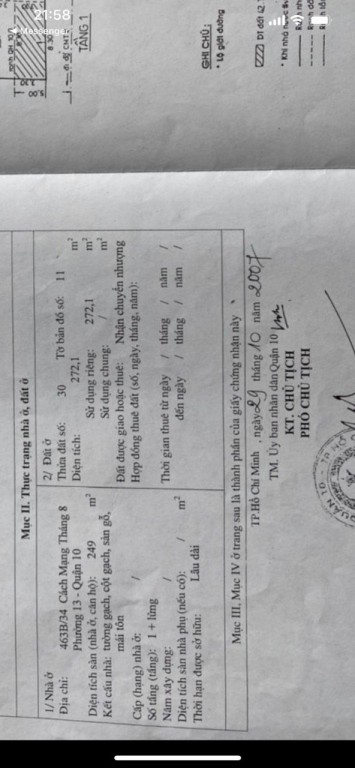 21:58
Messenger
TẦNG 1
GHI CHÚ:
* Lộ giới đường
Mục II. Thực trạng nhà ở, đất ở
1/ Nhà ở
Địa chỉ: 463B/34 Cách Mạng Tháng 8
Phường 13 - Quận 10
Diện tích sàn (nhà ở, căn hộ): 249 m²
Kết cấu nhà: tường gạch, cột gạch, sàn gỗ,
mái tôn
Cấp (hạng) nhà ở: /
Số tầng (tầng): 1 + lửng
Năm xây dựng: /
Diện tích sàn nhà phụ (nếu có): / m²
Thời hạn được sở hữu: Lâu dài
2/ Đất ở
Thửa đất số: 30 Tờ bản đồ số: 11
Diện tích: 272,1 m²
Sử dụng riêng: 272,1 m²
Sử dụng chung: / m²
Đất được giao hoặc thuê: Nhận chuyển nhượng
Hợp đồng thuê đất (số, ngày, tháng, năm):
Thời gian thuê từ ngày / tháng / năm /
đến ngày / tháng / năm /
Mục III, Mục IV ở trang sau là thành phần của giấy chứng nhận này
TP.Hồ Chí Minh, ngày 29 tháng 10 năm 2007
TM. Ủy ban nhân dân Quận 10
KT. CHỦ TỊCH
PHÓ CHỦ TỊCH